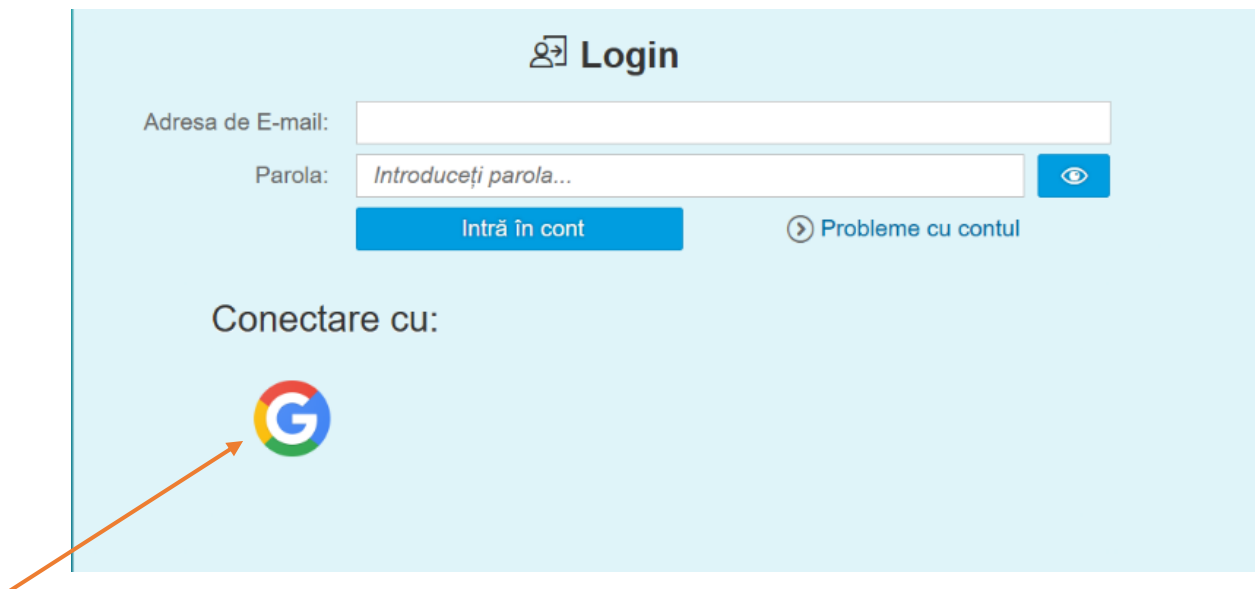 Login
Adresa de E-mail:
Parola: Introduceți parola...
Intră în cont Probleme cu contul
Conectare cu:
G